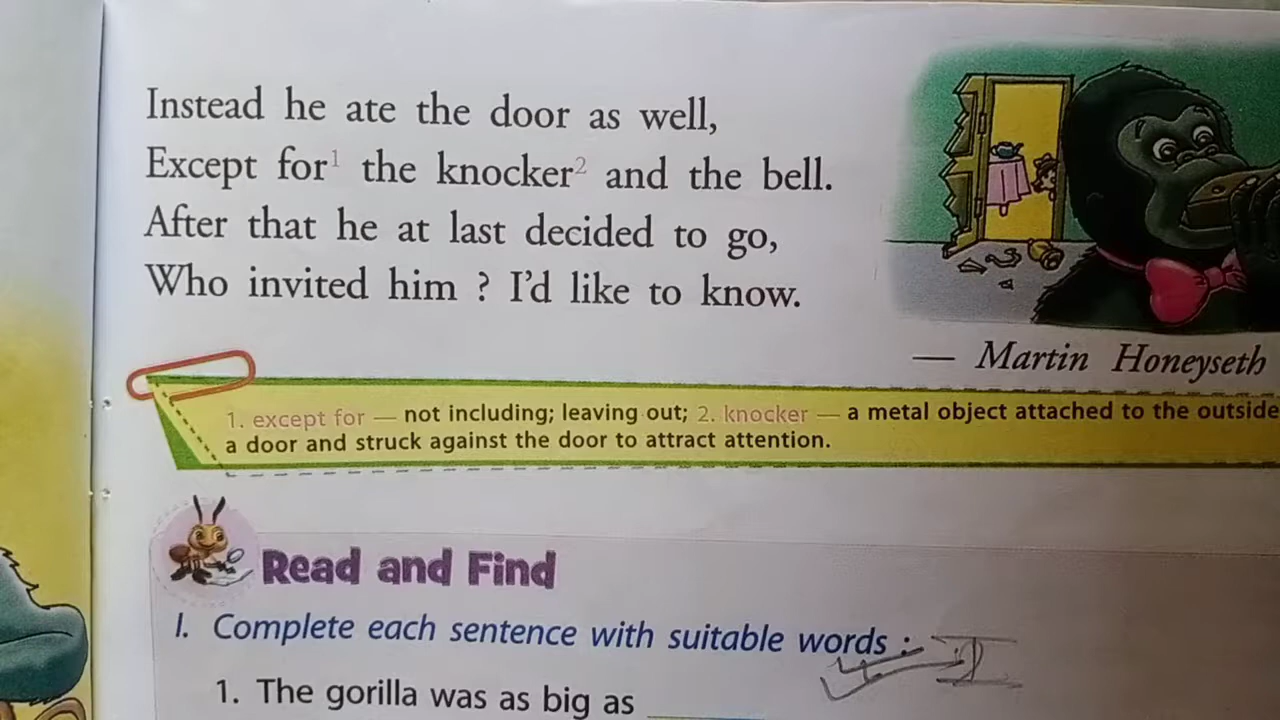 Instead he ate the door as well,
Except for¹ the knocker² and the bell.
After that he at last decided to go,
Who invited him ? I'd like to know.
— Martin Honeyseth
1. except for — not including; leaving out; 2. knocker — a metal object attached to the outside
a door and struck against the door to attract attention.
Read and Find
I. Complete each sentence with suitable words :
1. The gorilla was as big as